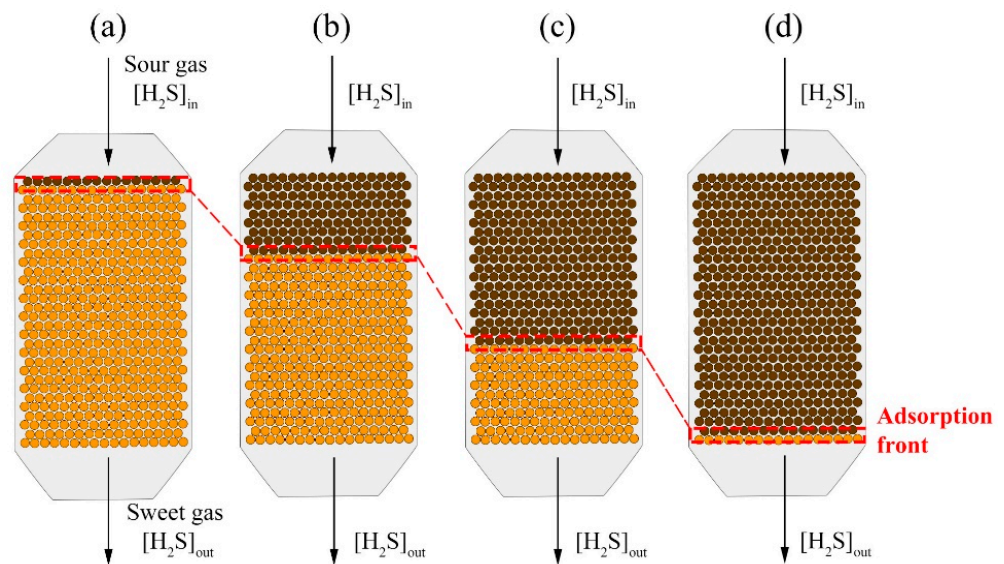 (a)
(b)
(c)
(d)
Sour gas
[H₂S]in
[H₂S]in
[H₂S]in
[H₂S]in
Adsorption
front
Sweet gas
[H₂S]out
[H₂S]out
[H₂S]out
[H₂S]out